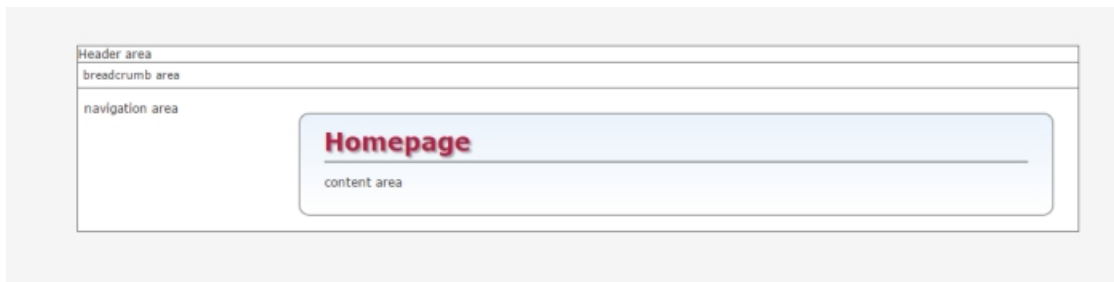 Header area
breadcrumb area
navigation area
Homepage
content area